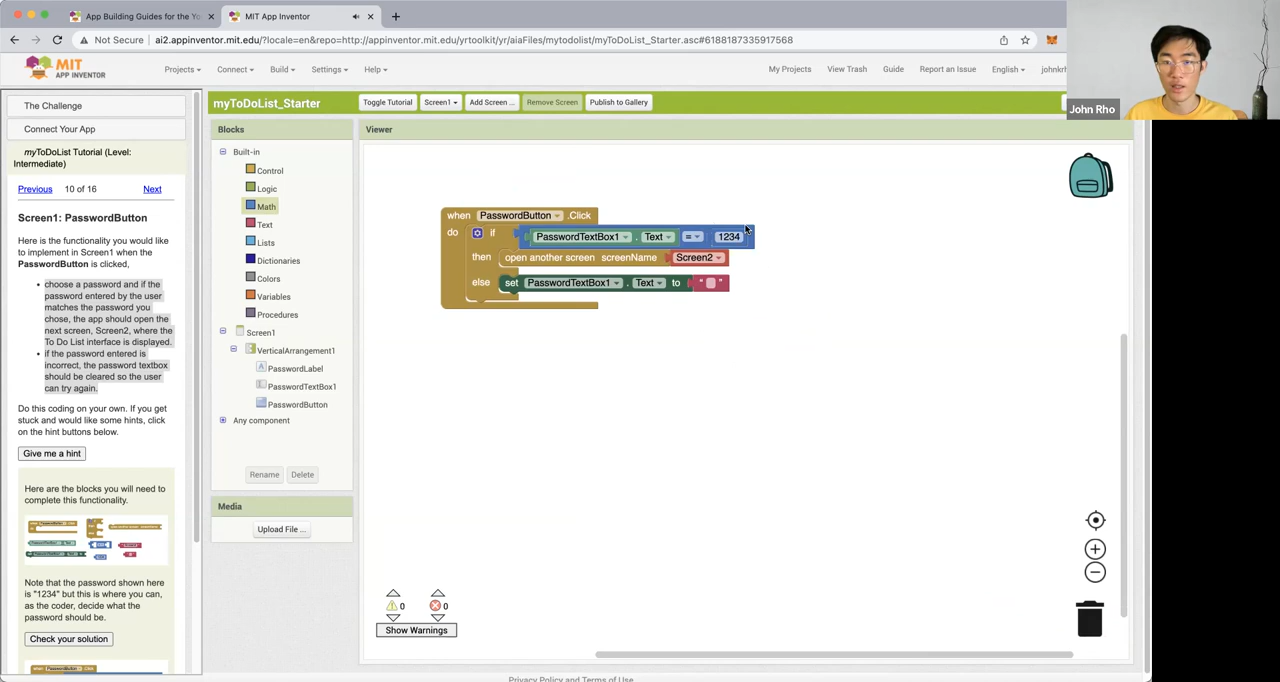 App Building Guides for the Yo
MIT App Inventor
Not Secure
ai2.appinventor.mit.edu/?locale=en&repo=http://appinventor.mit.edu/yrtoolkit/yr/aiaFiles/mytodolist/myToDoList_Starter.asc#6188187335917568
MIT
APP INVENTOR
Projects
Connect
Build
Settings
Help
My Projects
View Trash
Guide
Report an Issue
English
johnkrh
John Rho
The Challenge
Connect Your App
myToDoList Tutorial (Level:
Intermediate)
Previous
10 of 16
Next
Screen1: PasswordButton
Here is the functionality you would like
to implement in Screen1 when the
PasswordButton is clicked,
choose a password and if the
password entered by the user
matches the password you
chose, the app should open the
next screen, Screen2, where the
To Do List interface is displayed.
if the password entered is
incorrect, the password textbox
should be cleared so the user
can try again.
Do this coding on your own. If you get
stuck and would like some hints, click
on the hint buttons below.
Give me a hint
Here are the blocks you will need to
complete this functionality.
Note that the password shown here
is "1234" but this is where you can,
as the coder, decide what the
password should be.
Check your solution
myToDoList_Starter
Toggle Tutorial
Screen1
Add Screen ...
Remove Screen
Publish to Gallery
Blocks
Built-in
Control
Logic
Math
Text
Lists
Dictionaries
Colors
Variables
Procedures
Screen1
VerticalArrangement1
PasswordLabel
PasswordTextBox1
PasswordButton
Any component
Rename
Delete
Media
Upload File ...
Viewer
when PasswordButton .Click
do if PasswordTextBox1 . Text = 1234
then open another screen screenName Screen2
else set PasswordTextBox1 . Text to " "
0
0
Show Warnings
Privacy Policy and Terms of Use